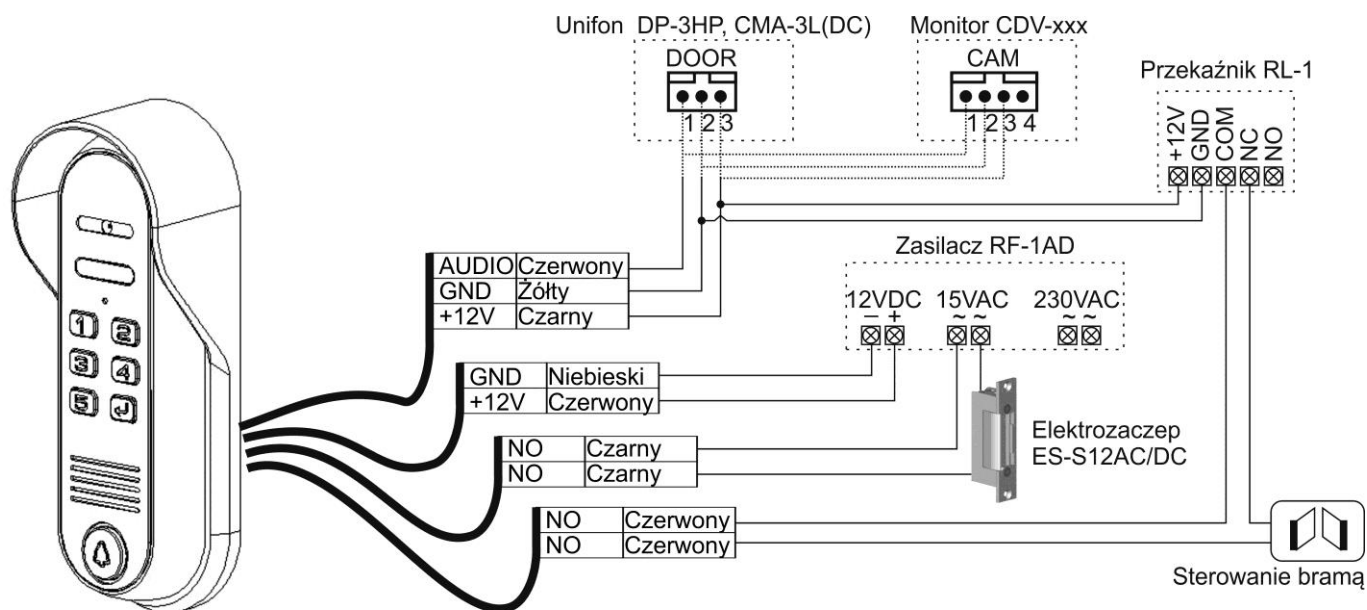 Unifon DP-3HP, CMA-3L(DC)
Monitor CDV-xxx
DOOR
CAM
Przekaźnik RL-1
1 2 3
1 2 3 4
+12V
GND
COM
NC
NO
Zasilacz RF-1AD
AUDIO Czerwony
GND Żółty
+12V Czarny
12VDC 15VAC 230VAC
– + ~ ~ ~ ~
GND Niebieski
+12V Czerwony
1 2
3 4
5
NO Czarny
NO Czarny
Elektrozaczep
ES-S12AC/DC
NO Czerwony
NO Czerwony
Sterowanie bramą